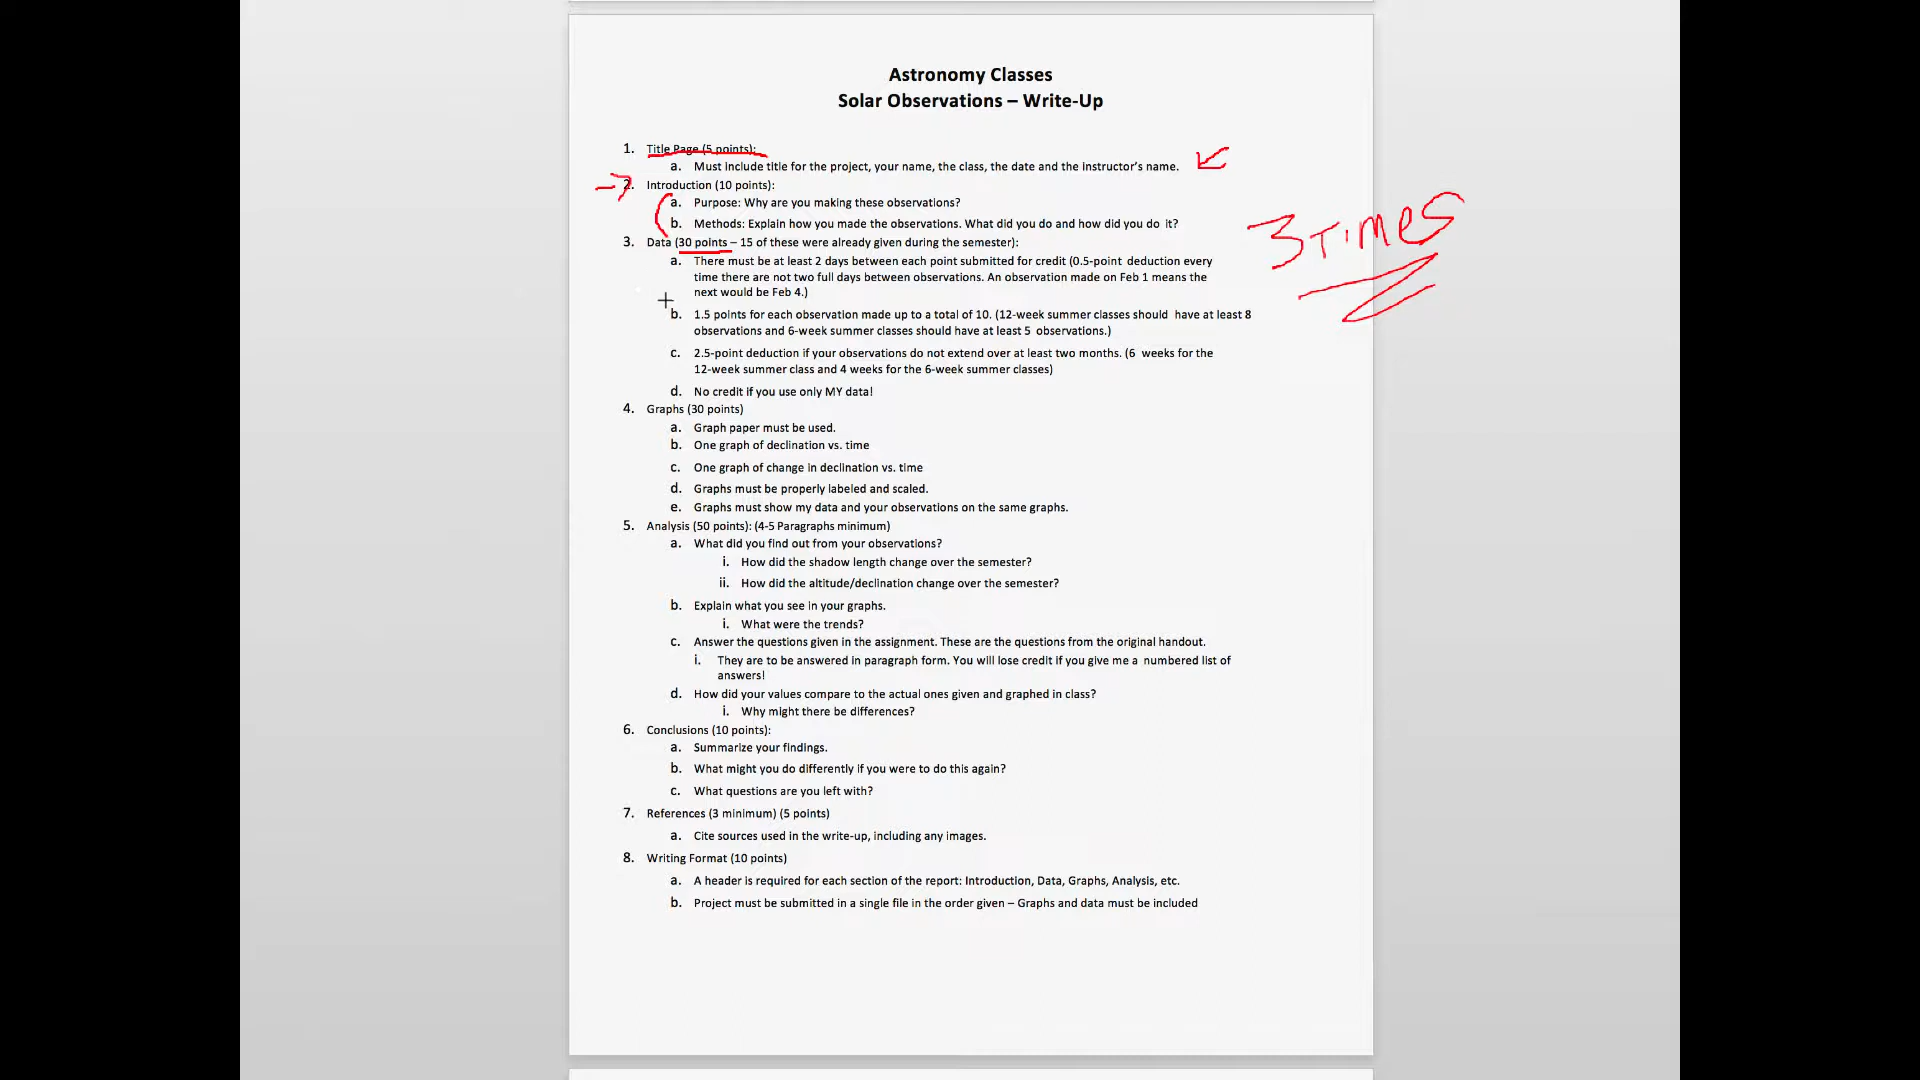 Astronomy Classes
Solar Observations – Write-Up
1. Title Page (5 points):
a. Must include title for the project, your name, the class, the date and the instructor's name.
2. Introduction (10 points):
a. Purpose: Why are you making these observations?
b. Methods: Explain how you made the observations. What did you do and how did you do it?
3 TIMES
3. Data (30 points – 15 of these were already given during the semester):
a. There must be at least 2 days between each point submitted for credit (0.5-point deduction every
time there are not two full days between observations. An observation made on Feb 1 means the
next would be Feb 4.)
b. 1.5 points for each observation made up to a total of 10. (12-week summer classes should have at least 8
observations and 6-week summer classes should have at least 5 observations.)
c. 2.5-point deduction if your observations do not extend over at least two months. (6 weeks for the
12-week summer class and 4 weeks for the 6-week summer classes)
d. No credit if you use only MY data!
4. Graphs (30 points)
a. Graph paper must be used.
b. One graph of declination vs. time
c. One graph of change in declination vs. time
d. Graphs must be properly labeled and scaled.
e. Graphs must show my data and your observations on the same graphs.
5. Analysis (50 points): (4-5 Paragraphs minimum)
a. What did you find out from your observations?
i. How did the shadow length change over the semester?
ii. How did the altitude/declination change over the semester?
b. Explain what you see in your graphs.
i. What were the trends?
c. Answer the questions given in the assignment. These are the questions from the original handout.
i. They are to be answered in paragraph form. You will lose credit if you give me a numbered list of
answers!
d. How did your values compare to the actual ones given and graphed in class?
i. Why might there be differences?
6. Conclusions (10 points):
a. Summarize your findings.
b. What might you do differently if you were to do this again?
c. What questions are you left with?
7. References (3 minimum) (5 points)
a. Cite sources used in the write-up, including any images.
8. Writing Format (10 points)
a. A header is required for each section of the report: Introduction, Data, Graphs, Analysis, etc.
b. Project must be submitted in a single file in the order given – Graphs and data must be included